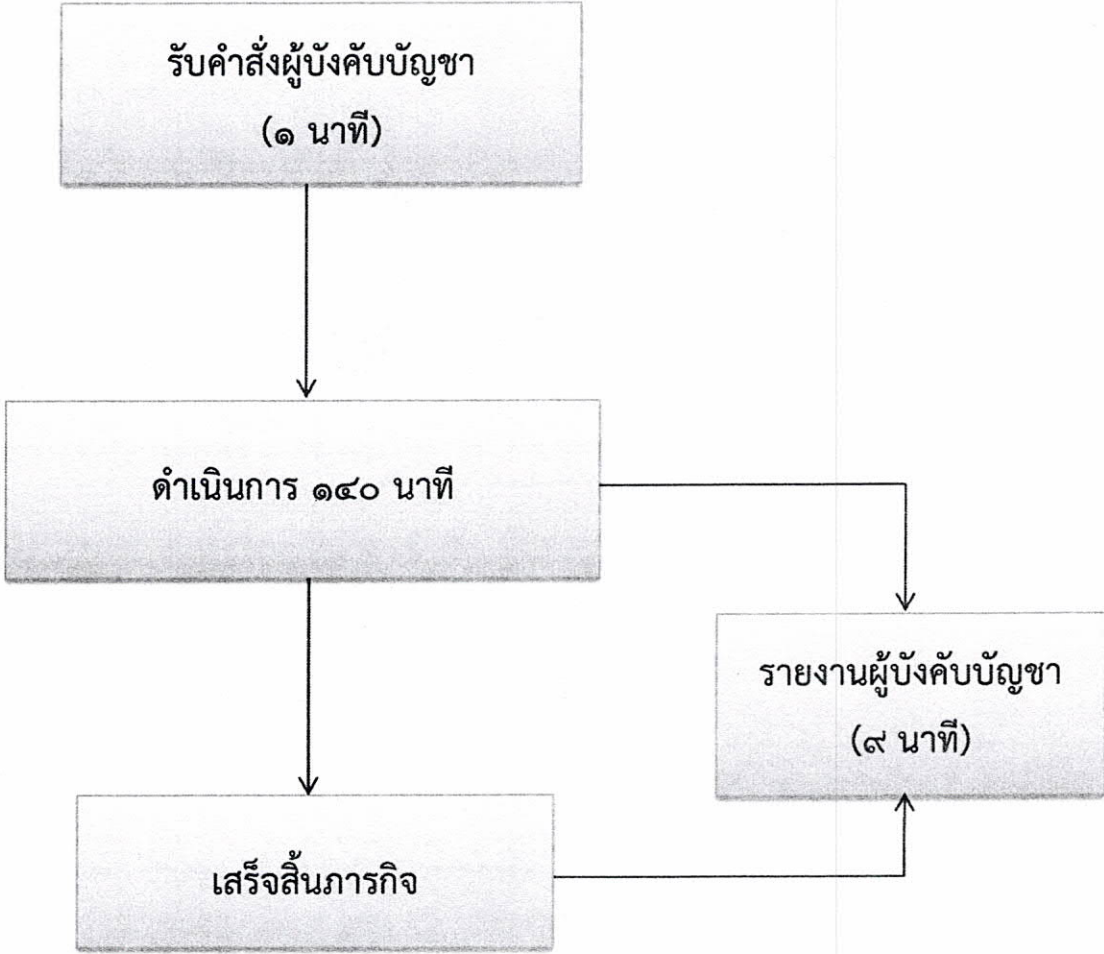 รับคำสั่งผู้บังคับบัญชา
(๑ นาที)
ดำเนินการ ๑๔๐ นาที
รายงานผู้บังคับบัญชา
(๙ นาที)
เสร็จสิ้นภารกิจ